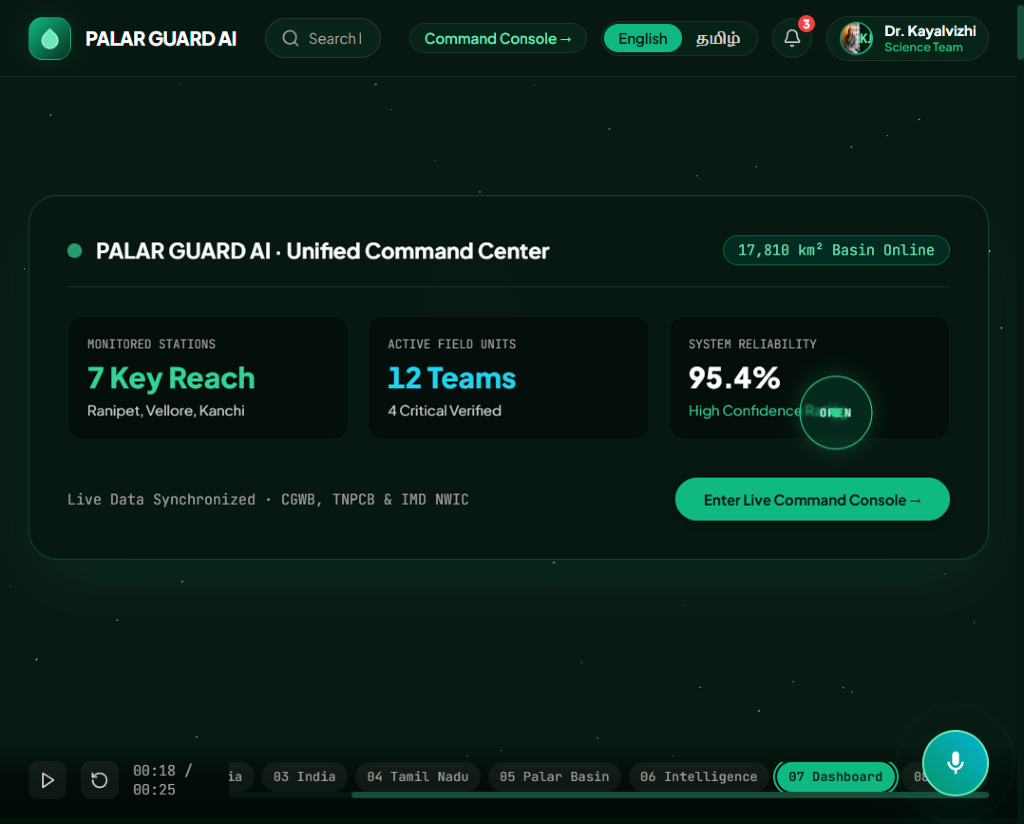 PALAR GUARD AI
Search
Command Console →
English
தமிழ்
3
KJ
Dr. Kayalvizhi
Science Team
PALAR GUARD AI · Unified Command Center
17,810 km² Basin Online
MONITORED STATIONS
7 Key Reach
Ranipet, Vellore, Kanchi
ACTIVE FIELD UNITS
12 Teams
4 Critical Verified
SYSTEM RELIABILITY
95.4%
High Confidence
OPEN
Live Data Synchronized · CGWB, TNPCB & IMD NWIC
Enter Live Command Console →
00:18 /
00:25
ia
03 India
04 Tamil Nadu
05 Palar Basin
06 Intelligence
07 Dashboard